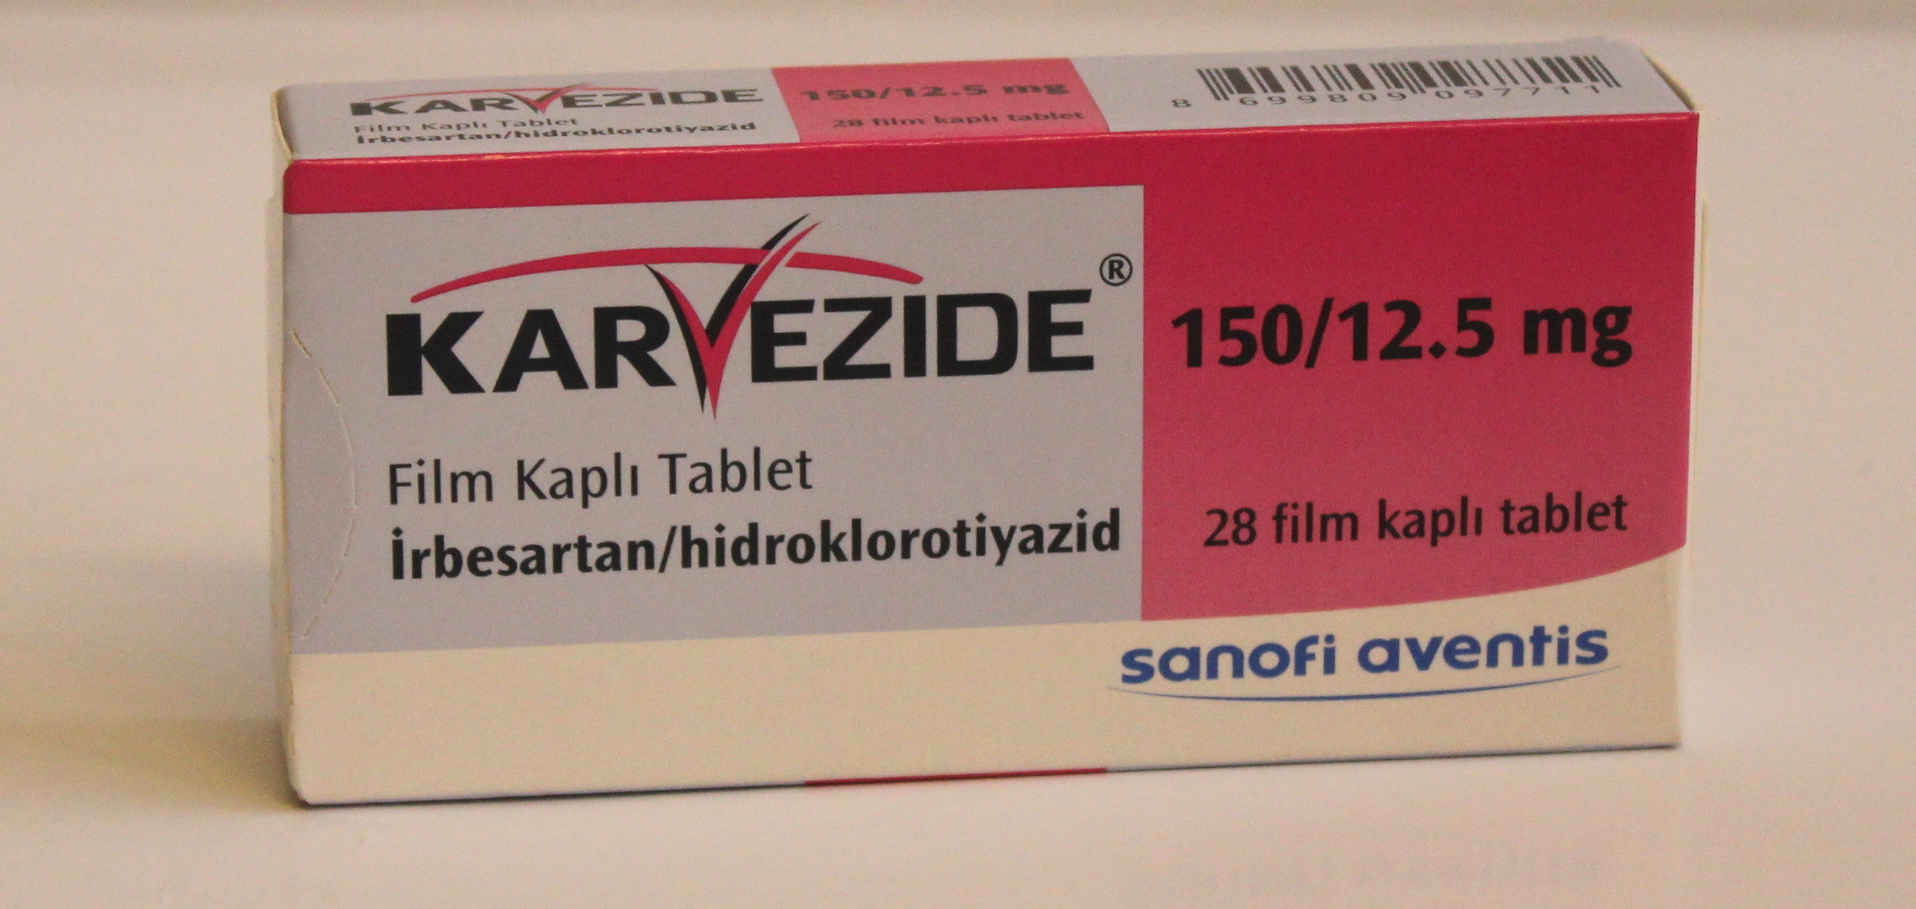 KARVEZIDE 150/12.5 mg
Film Kaplı Tablet
İrbesartan/hidroklorotiyazid
28 film kaplı tablet
8 699809 097711
KARVEZIDE®
150/12.5 mg
Film Kaplı Tablet
İrbesartan/hidroklorotiyazid
28 film kaplı tablet
sanofi aventis